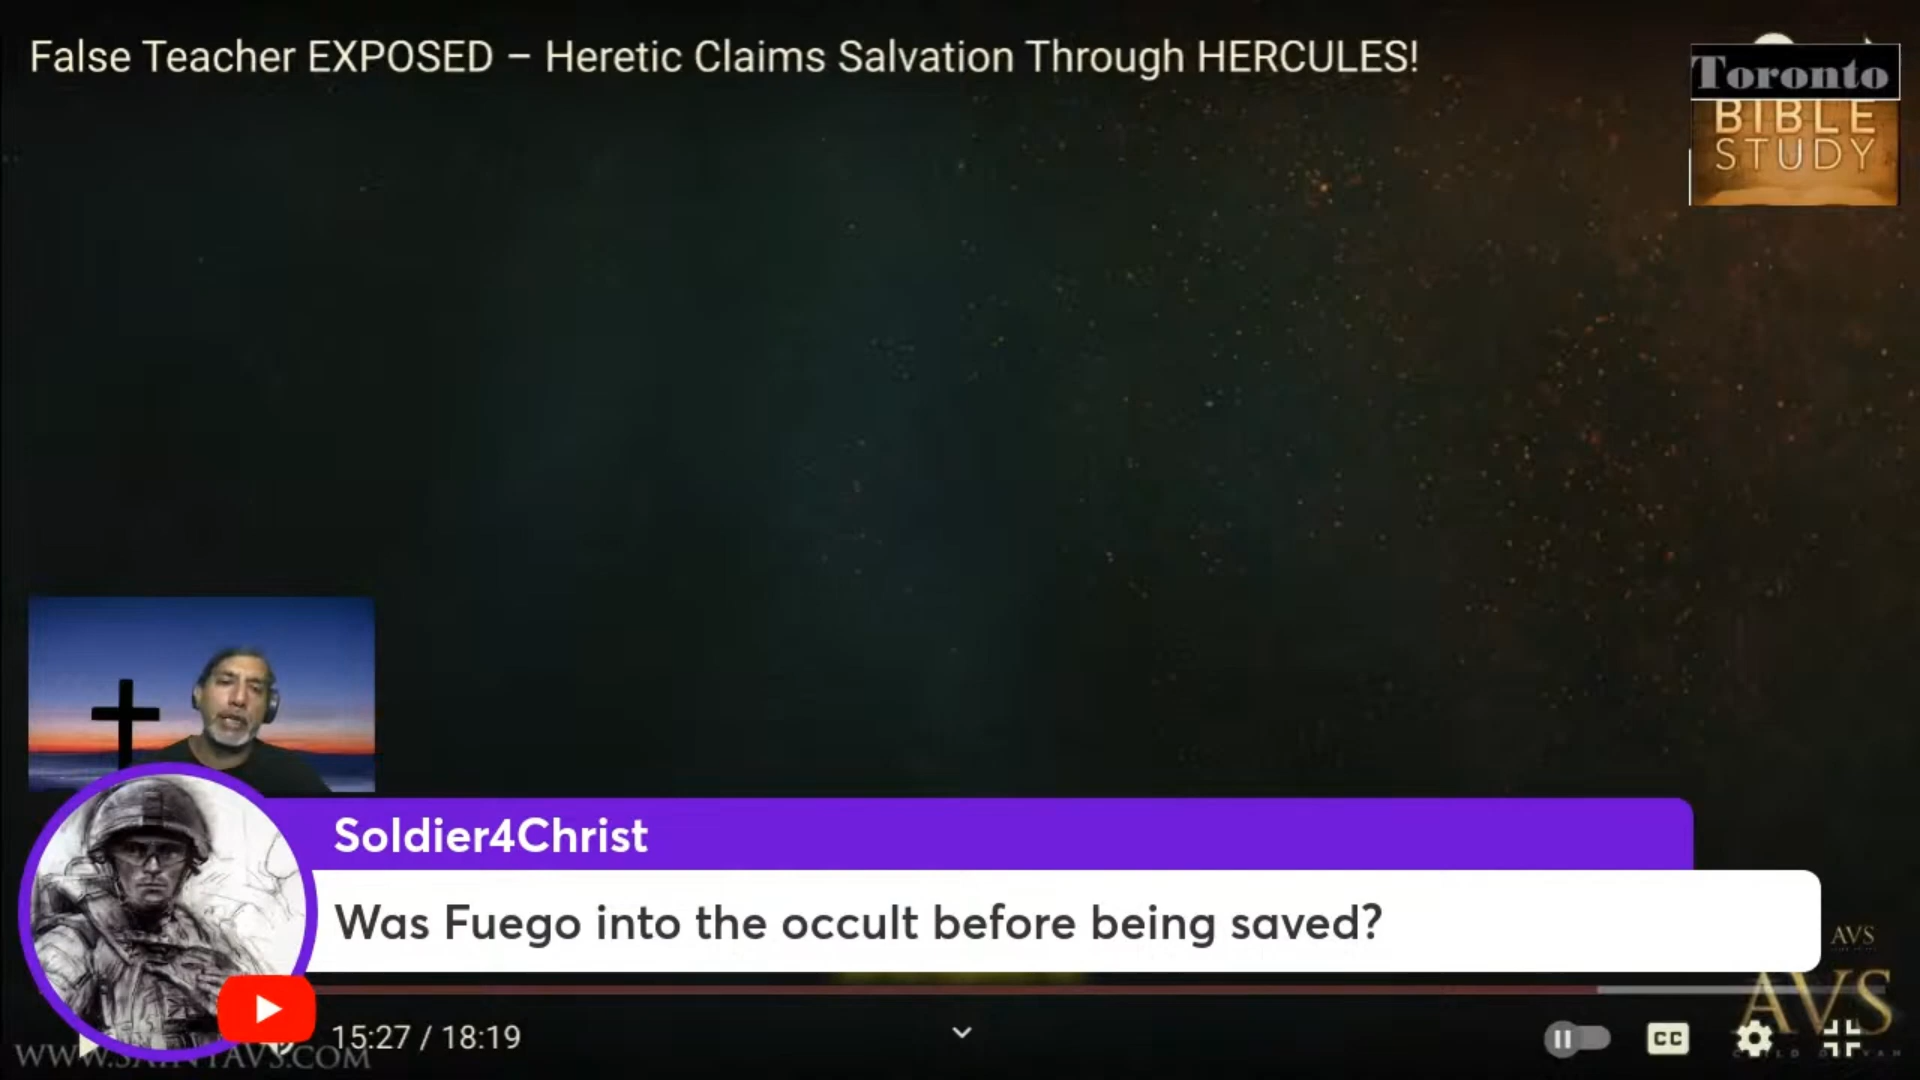 False Teacher EXPOSED – Heretic Claims Salvation Through HERCULES!
Toronto
BIBLE
STUDY
Soldier4Christ
Was Fuego into the occult before being saved?
AVS
AVS
15:27 / 18:19
CC